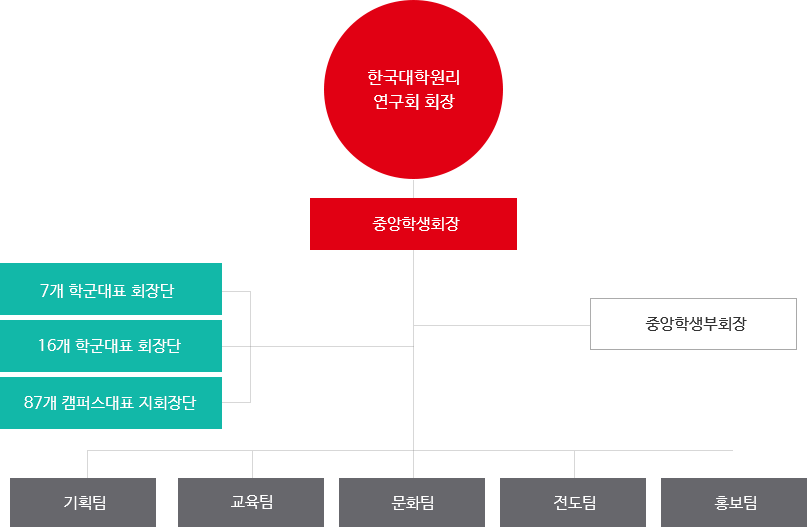 한국대학원리
연구회 회장
중앙학생회장
7개 학군대표 회장단
16개 학군대표 회장단
87개 캠퍼스대표 지회장단
중앙학생부회장
기획팀
교육팀
문화팀
전도팀
홍보팀